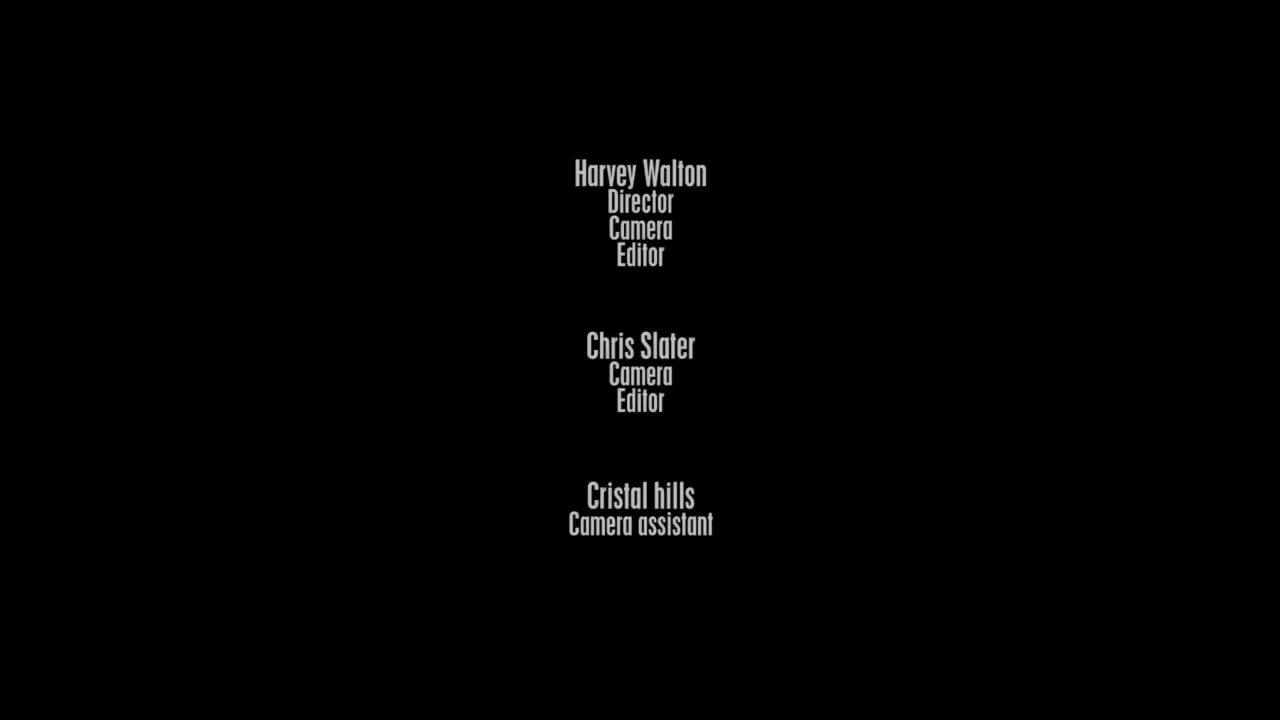 Harvey Walton
Director
Camera
Editor
Chris Slater
Camera
Editor
Cristal hills
Camera assistant